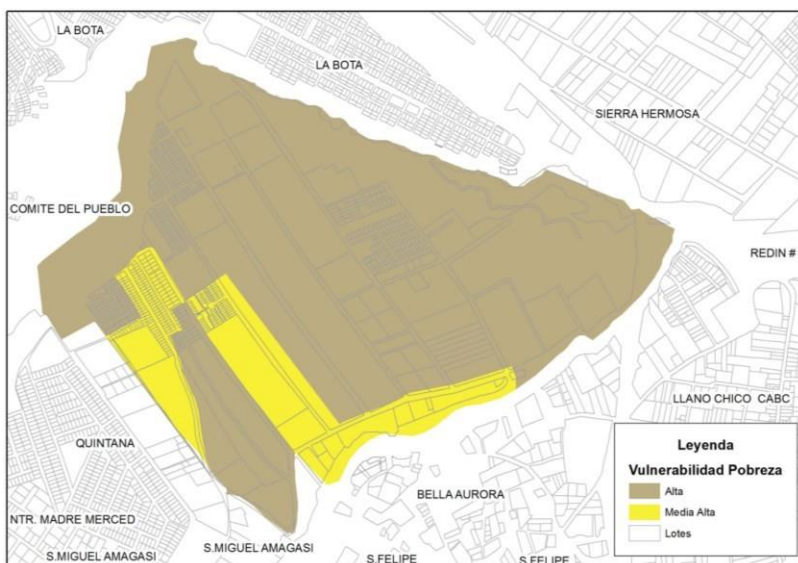 LA BOTA
LA BOTA
SIERRA HERMOSA
COMITE DEL PUEBLO
REDIN #
LLANO CHICO CABC
QUINTANA
BELLA AURORA
NTR. MADRE MERCED
S.MIGUEL AMAGASI
S.MIGUEL AMAGASI
S.FELIPE
S.FELIPE
Leyenda
Vulnerabilidad Pobreza
Alta
Media Alta
Lotes